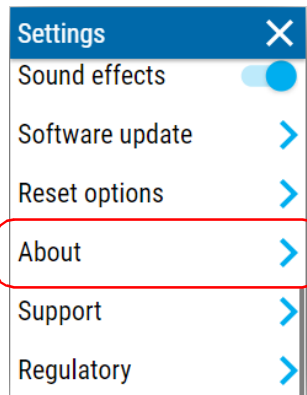 Settings
Sound effects
Software update
Reset options
About
Support
Regulatory